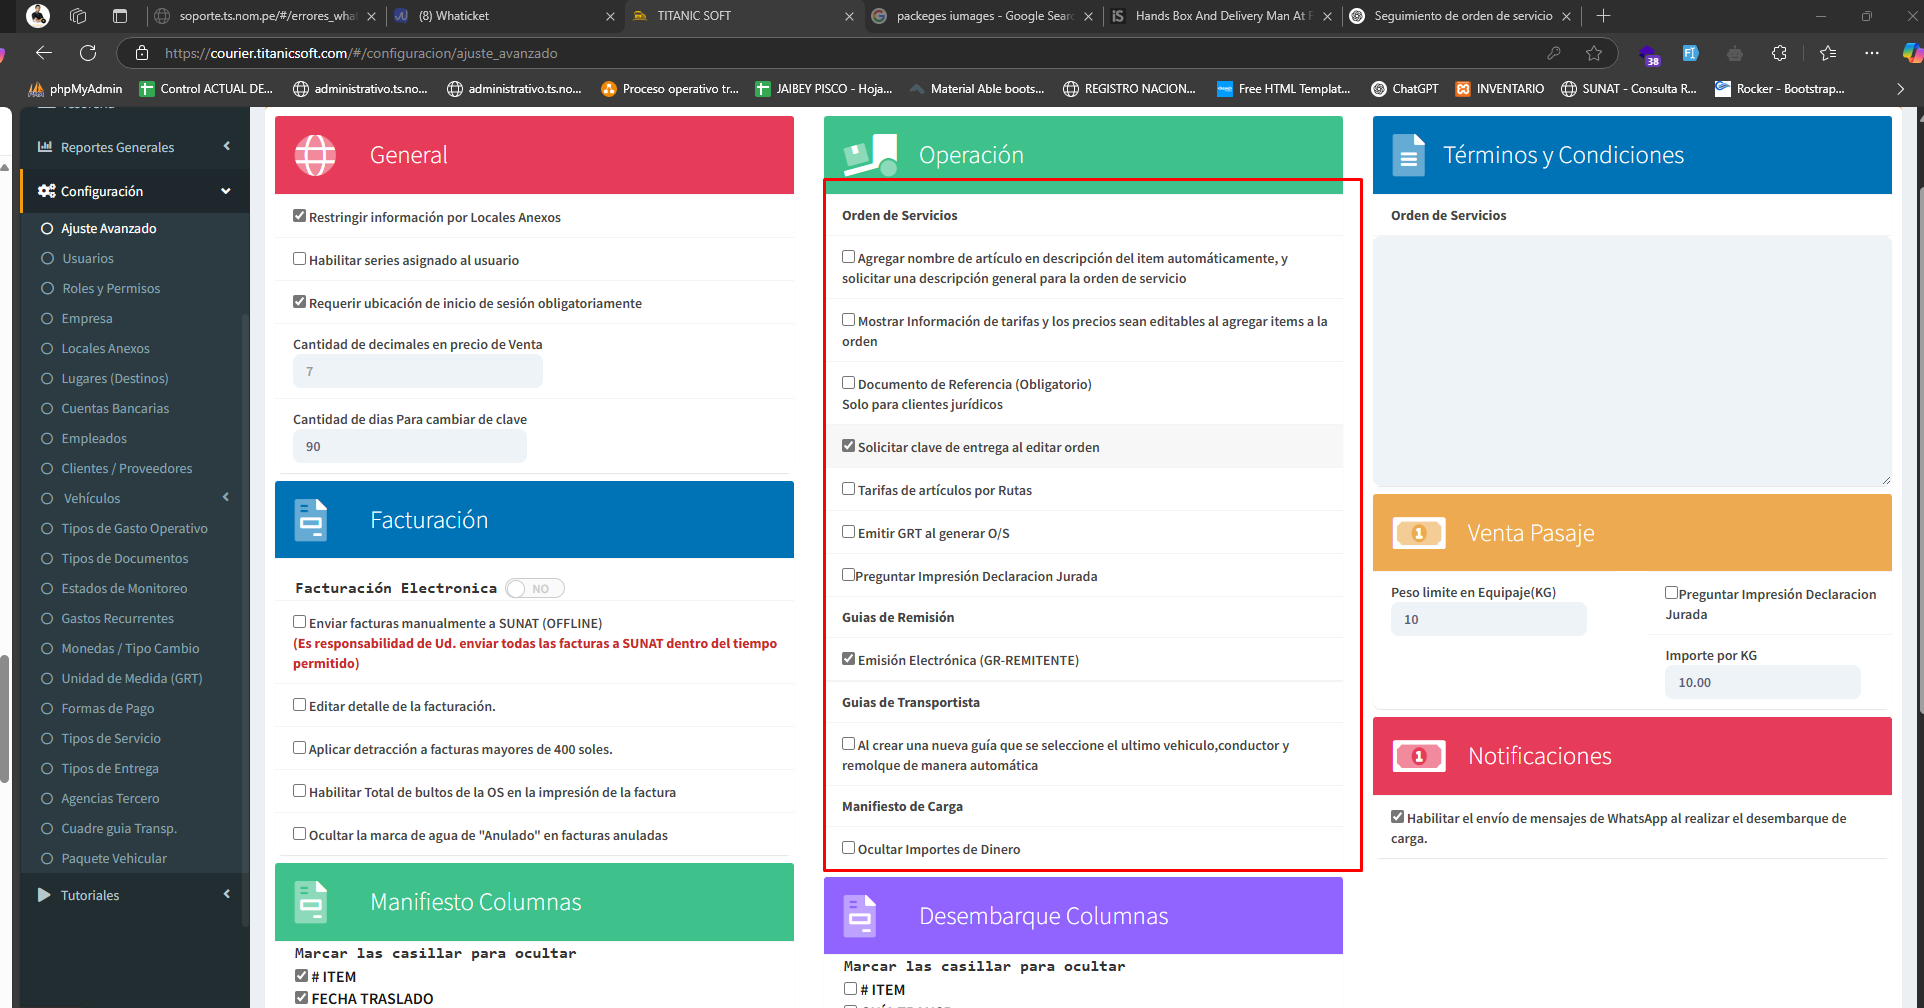 soporte.ts.nom.pe/#/errores_wha
(8) Whaticket
TITANIC SOFT
packeges iumages - Google Sear
Hands Box And Delivery Man At F
Seguimiento de orden de servicio
https://courier.titanicsoft.com/#/configuracion/ajuste_avanzado
38
phpMyAdmin
Control ACTUAL DE...
administrativo.ts.no...
administrativo.ts.no...
Proceso operativo tr...
JAIBEY PISCO - Hoja...
Material Able boots...
REGISTRO NACION...
Free HTML Templat...
ChatGPT
INVENTARIO
SUNAT - Consulta R...
Rocker - Bootstrap...
Reportes Generales
Configuración
Ajuste Avanzado
Usuarios
Roles y Permisos
Empresa
Locales Anexos
Lugares (Destinos)
Cuentas Bancarias
Empleados
Clientes / Proveedores
Vehículos
Tipos de Gasto Operativo
Tipos de Documentos
Estados de Monitoreo
Gastos Recurrentes
Monedas / Tipo Cambio
Unidad de Medida (GRT)
Formas de Pago
Tipos de Servicio
Tipos de Entrega
Agencias Tercero
Cuadre guia Transp.
Paquete Vehicular
Tutoriales
General
Restringir información por Locales Anexos
Habilitar series asignado al usuario
Requerir ubicación de inicio de sesión obligatoriamente
Cantidad de decimales en precio de Venta
7
Cantidad de dias Para cambiar de clave
90
Facturación
Facturación Electronica NO
Enviar facturas manualmente a SUNAT (OFFLINE)
(Es responsabilidad de Ud. enviar todas las facturas a SUNAT dentro del tiempo
permitido)
Editar detalle de la facturación.
Aplicar detracción a facturas mayores de 400 soles.
Habilitar Total de bultos de la OS en la impresión de la factura
Ocultar la marca de agua de "Anulado" en facturas anuladas
Manifiesto Columnas
Marcar las casillar para ocultar
# ITEM
FECHA TRASLADO
Operación
Orden de Servicios
Agregar nombre de artículo en descripción del item automáticamente, y
solicitar una descripción general para la orden de servicio
Mostrar Información de tarifas y los precios sean editables al agregar items a la
orden
Documento de Referencia (Obligatorio)
Solo para clientes jurídicos
Solicitar clave de entrega al editar orden
Tarifas de artículos por Rutas
Emitir GRT al generar O/S
Preguntar Impresión Declaracion Jurada
Guias de Remisión
Emisión Electrónica (GR-REMITENTE)
Guias de Transportista
Al crear una nueva guía que se seleccione el ultimo vehiculo,conductor y
remolque de manera automática
Manifiesto de Carga
Ocultar Importes de Dinero
Desembarque Columnas
Marcar las casillar para ocultar
# ITEM
Términos y Condiciones
Orden de Servicios
Venta Pasaje
Peso limite en Equipaje(KG)
10
Preguntar Impresión Declaracion
Jurada
Importe por KG
10.00
Notificaciones
Habilitar el envío de mensajes de WhatsApp al realizar el desembarque de
carga.